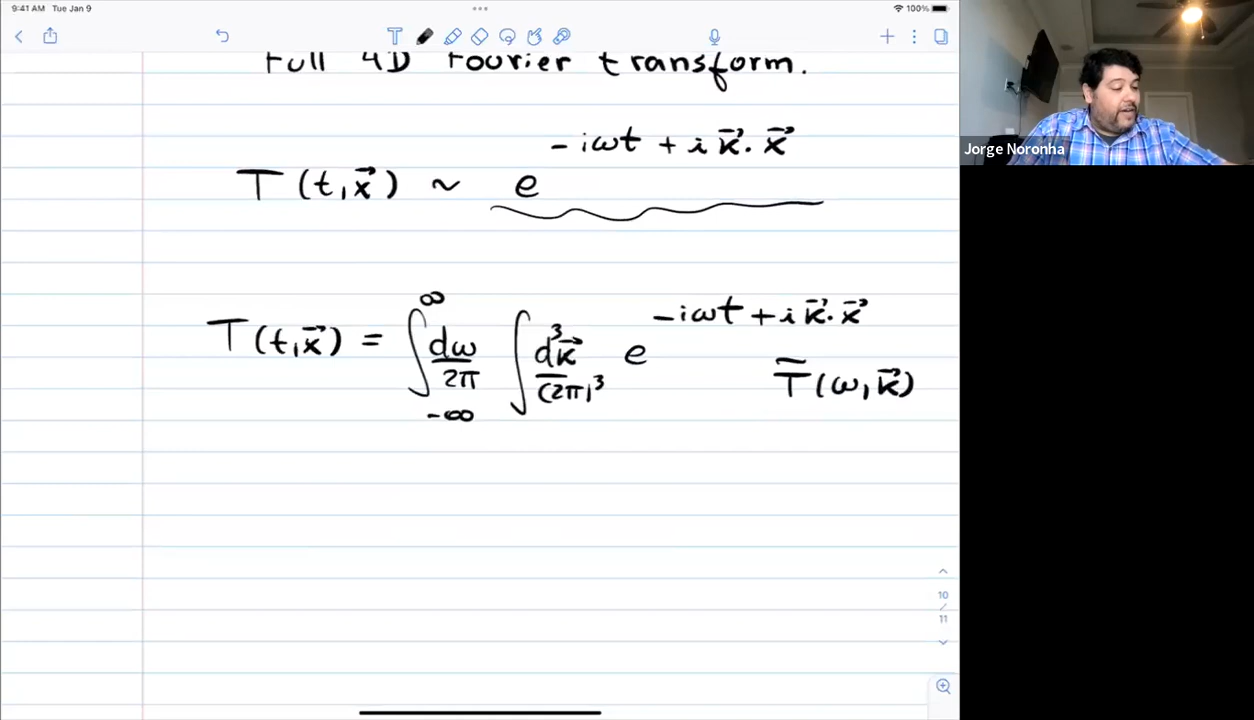 9:41 AM Tue Jan 9
100%
Full 4D Fourier transform.
T(t,x⃗) ~ e^{-iωt + i k⃗·x⃗}
T(t,x⃗) = ∫_{-∞}^{∞} dω/2π ∫ d³k⃗/(2π)³ e^{-iωt + i k⃗·x⃗} T̃(ω,k⃗)
Jorge Noronha
10
/
11